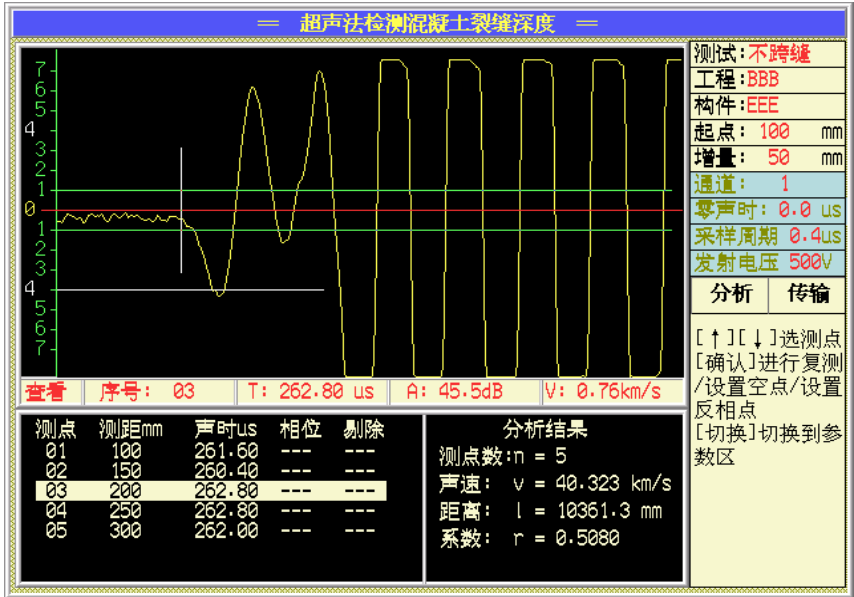 ═ 超声法检测混凝土裂缝深度 ═
7
6
5
4
3
2
1
0
1
2
3
4
5
6
7
查看 序号: 03 T: 262.80 us A: 45.5dB V: 0.76km/s
测点 测距mm 声时us 相位 剔除
01 100 261.60 --- ---
02 150 260.40 --- ---
03 200 262.80 --- ---
04 250 262.80 --- ---
05 300 262.00 --- ---
分析结果
测点数:n = 5
声速: v = 40.323 km/s
距离: l = 10361.3 mm
系数: r = 0.5080
测试:不跨缝
工程:BBB
构件:EEE
起点: 100 mm
增量: 50 mm
通道: 1
零声时: 0.0 us
采样周期 0.4us
发射电压 500V
分析 传输
[↑][↓]选测点
[确认]进行复测
/设置空点/设置
反相点
[切换]切换到参
数区